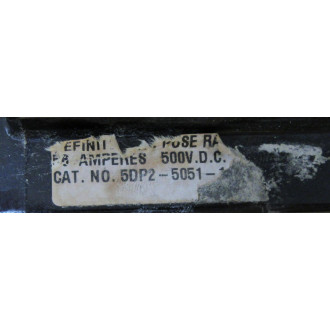 EFINIT POSE RA
AMPERES 500V.D.C.
CAT. NO. 5DP2-5051-